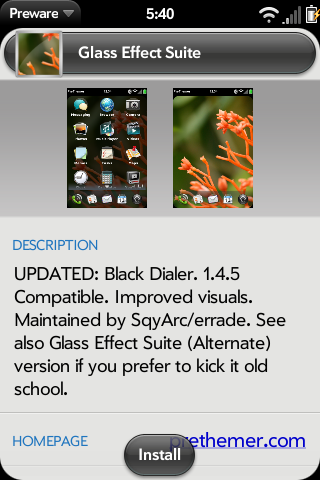 Preware
5:40
Glass Effect Suite
DESCRIPTION
UPDATED: Black Dialer. 1.4.5
Compatible. Improved visuals.
Maintained by SqyArc/errade. See
also Glass Effect Suite (Alternate)
version if you prefer to kick it old
school.
HOMEPAGE prethemer.com
Install